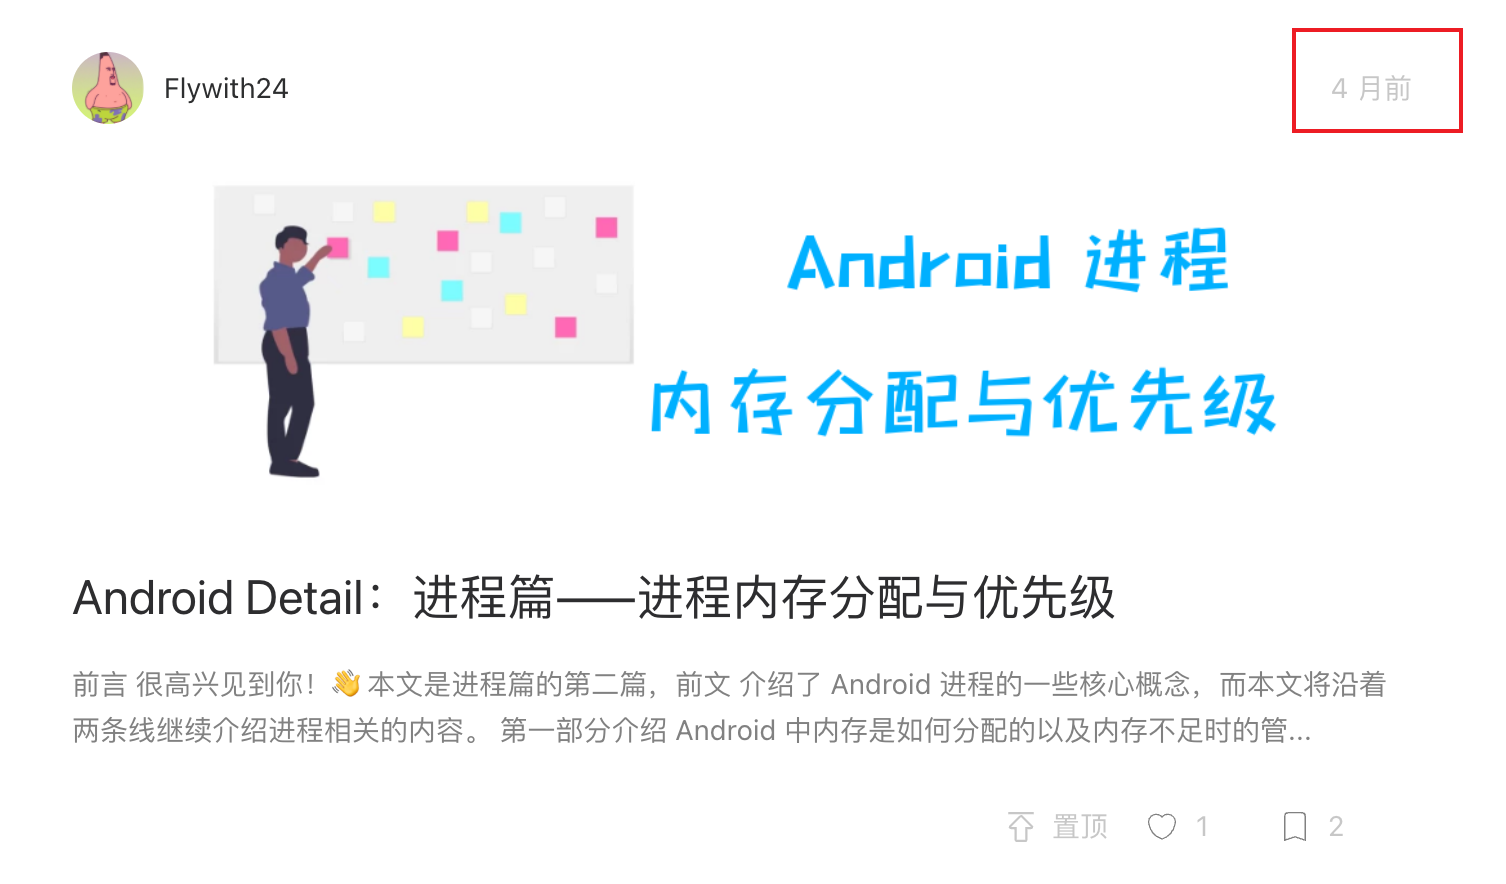 Flywith24
4 月前
Android 进程
内存分配与优先级
Android Detail：进程篇——进程内存分配与优先级
前言 很高兴见到你！👋 本文是进程篇的第二篇，前文 介绍了 Android 进程的一些核心概念，而本文将沿着
两条线继续介绍进程相关的内容。 第一部分介绍 Android 中内存是如何分配的以及内存不足时的管...
置顶 1 2